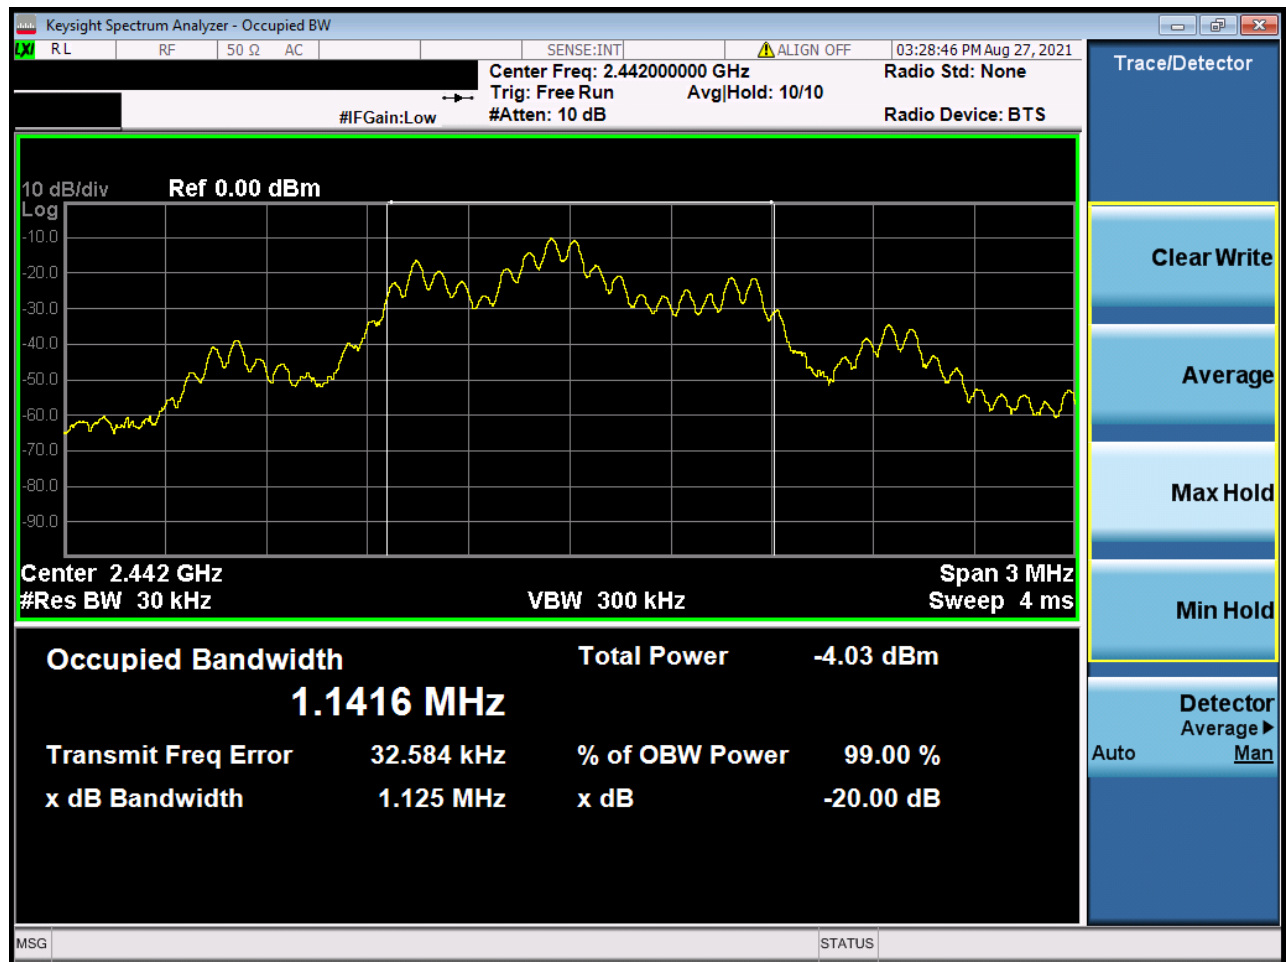 Keysight Spectrum Analyzer - Occupied BW
LXI RL RF 50 Ω AC SENSE:INT ALIGN OFF 03:28:46 PM Aug 27, 2021
Center Freq: 2.442000000 GHz Radio Std: None
Trig: Free Run Avg|Hold: 10/10
#IFGain:Low #Atten: 10 dB Radio Device: BTS
10 dB/div Ref 0.00 dBm
Log
-10.0
-20.0
-30.0
-40.0
-50.0
-60.0
-70.0
-80.0
-90.0
Center 2.442 GHz Span 3 MHz
#Res BW 30 kHz VBW 300 kHz Sweep 4 ms
Occupied Bandwidth Total Power -4.03 dBm
1.1416 MHz
Transmit Freq Error 32.584 kHz % of OBW Power 99.00 %
x dB Bandwidth 1.125 MHz x dB -20.00 dB
MSG STATUS
Trace/Detector
Clear Write
Average
Max Hold
Min Hold
Detector
Average
Auto Man